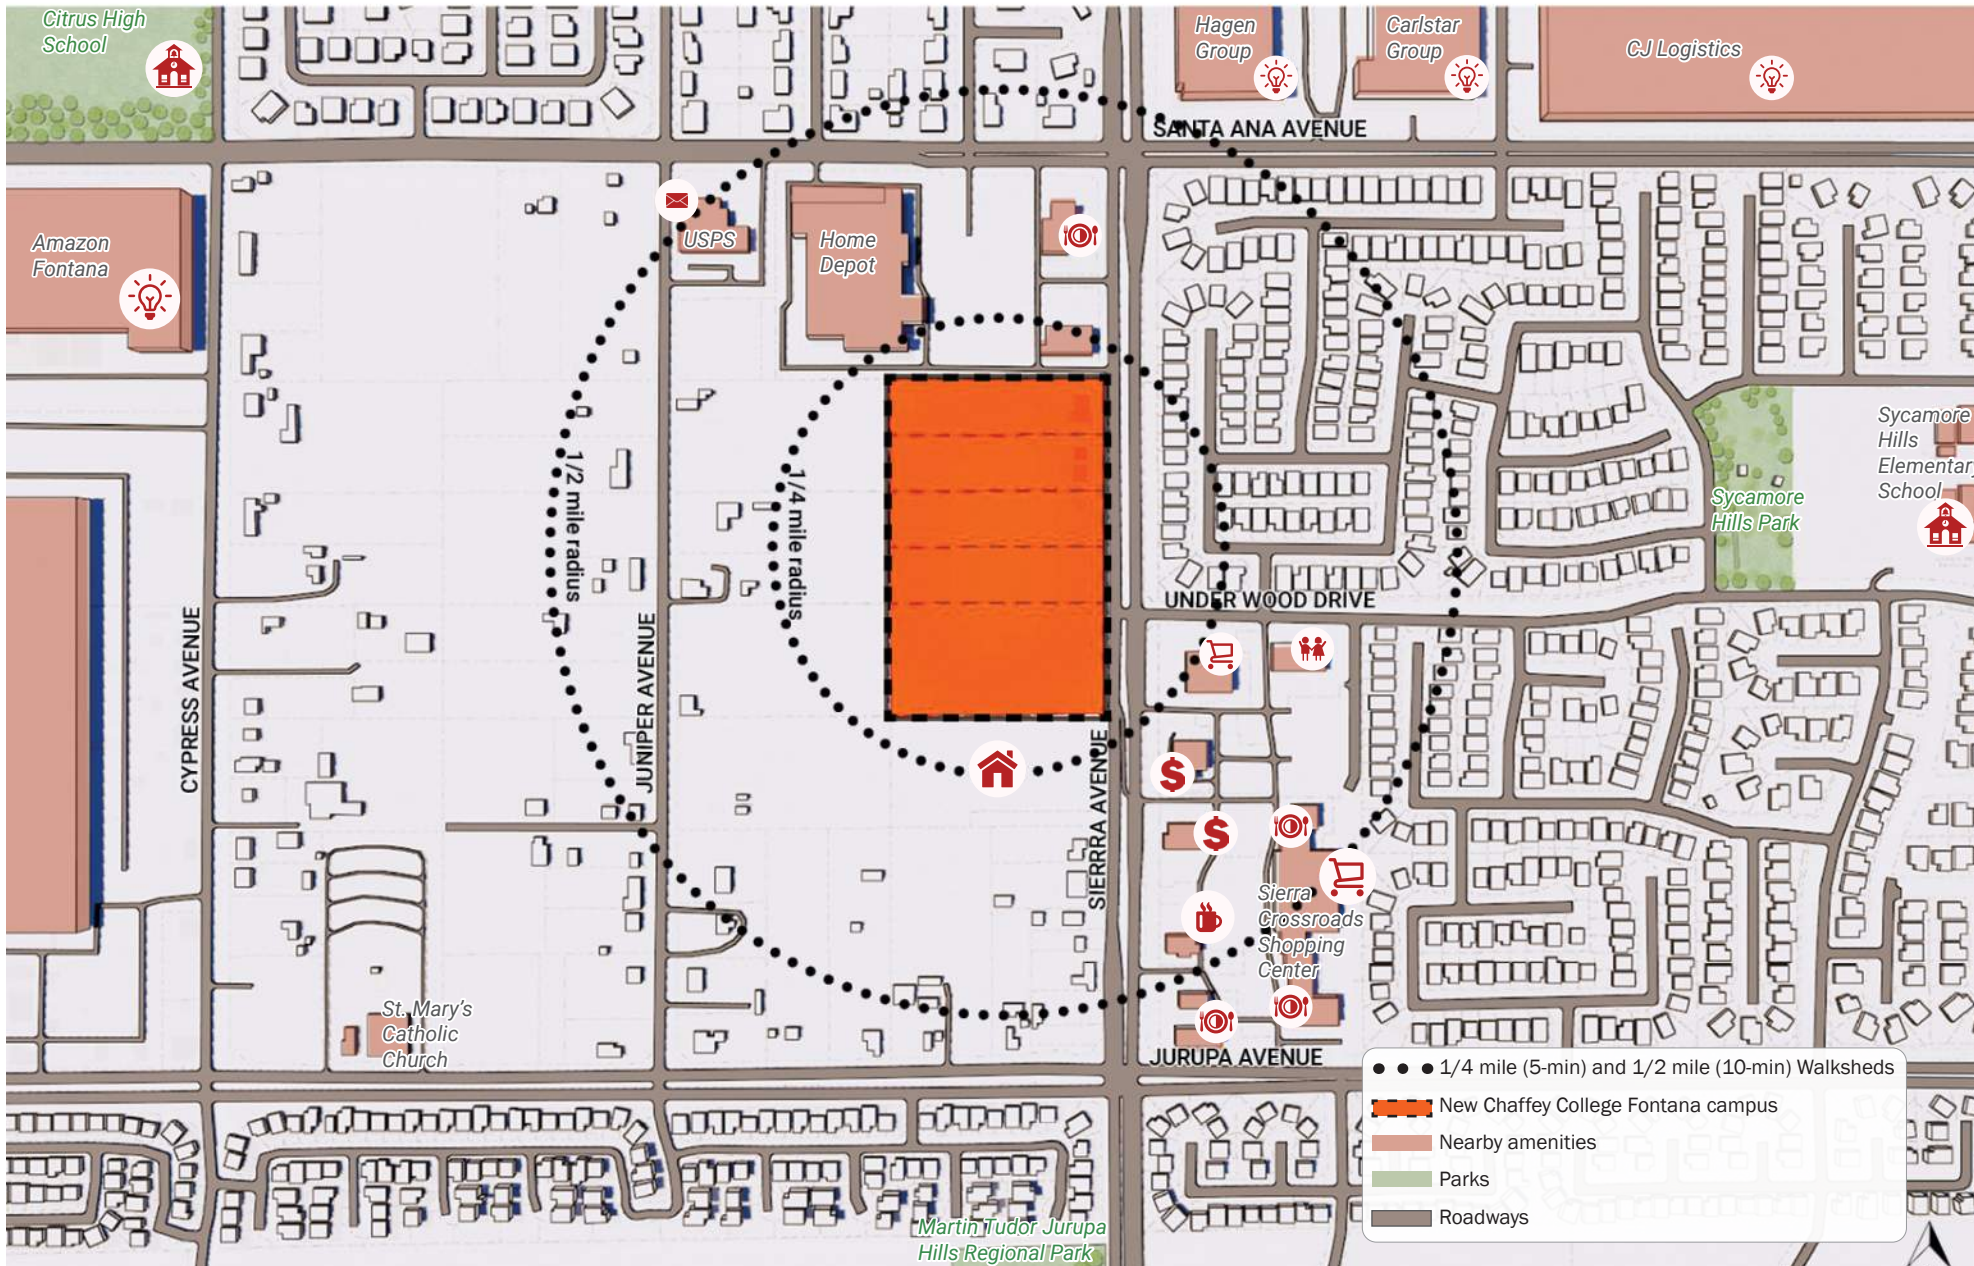 Citrus High
School
Hagen
Group
Carlstar
Group
CJ Logistics
SANTA ANA AVENUE
Amazon
Fontana
USPS
Home
Depot
Sycamore
Hills
Elementary
School
Sycamore
Hills Park
1/2 mile radius
1/4 mile radius
UNDER WOOD DRIVE
CYPRESS AVENUE
JUNIPER AVENUE
SIERRRA AVENUE
$
$
Sierra
Crossroads
Shopping
Center
St. Mary's
Catholic
Church
JURUPA AVENUE
1/4 mile (5-min) and 1/2 mile (10-min) Walksheds
New Chaffey College Fontana campus
Nearby amenities
Parks
Roadways
Martin Tudor Jurupa
Hills Regional Park